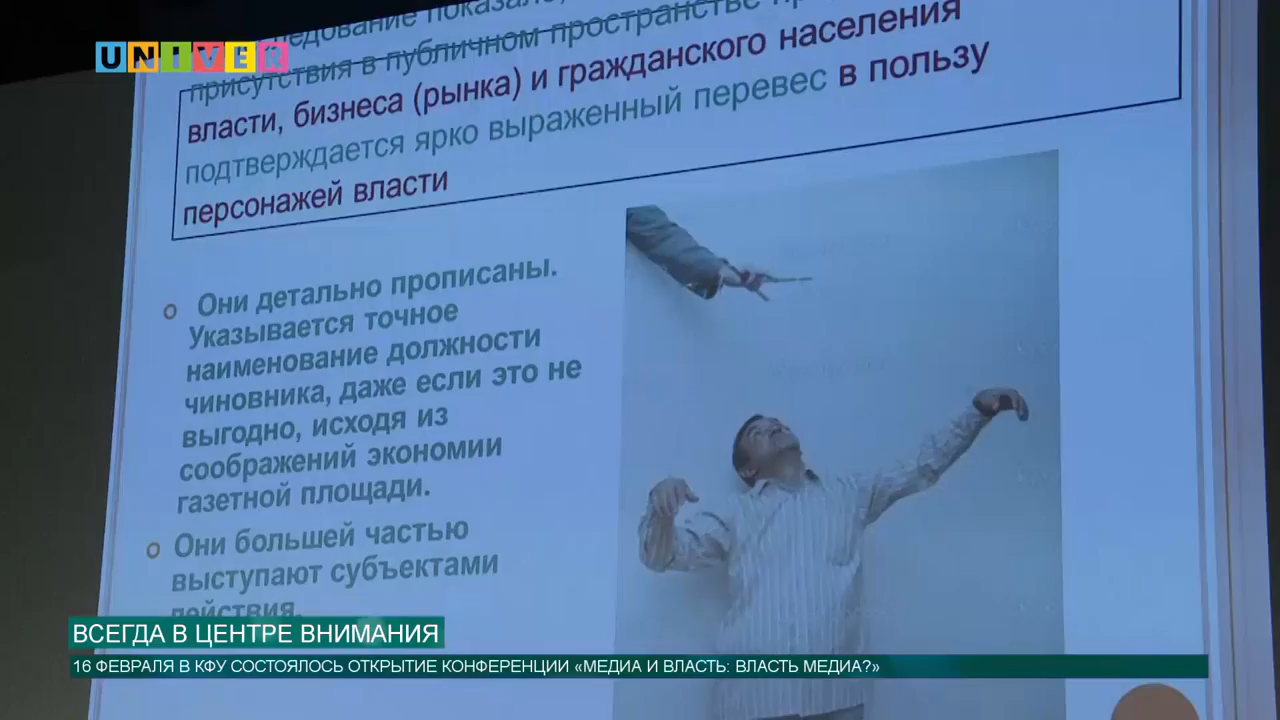 UNIVER
показало,
присутствия в публичном пространстве
власти, бизнеса (рынка) и гражданского населения
подтверждается ярко выраженный перевес в пользу
персонажей власти
Они детально прописаны.
Указывается точное
наименование должности
чиновника, даже если это не
выгодно, исходя из
соображений экономии
газетной площади.
Они большей частью
выступают субъектами
действия.
ВСЕГДА В ЦЕНТРЕ ВНИМАНИЯ
16 ФЕВРАЛЯ В КФУ СОСТОЯЛОСЬ ОТКРЫТИЕ КОНФЕРЕНЦИИ «МЕДИА И ВЛАСТЬ: ВЛАСТЬ МЕДИА?»